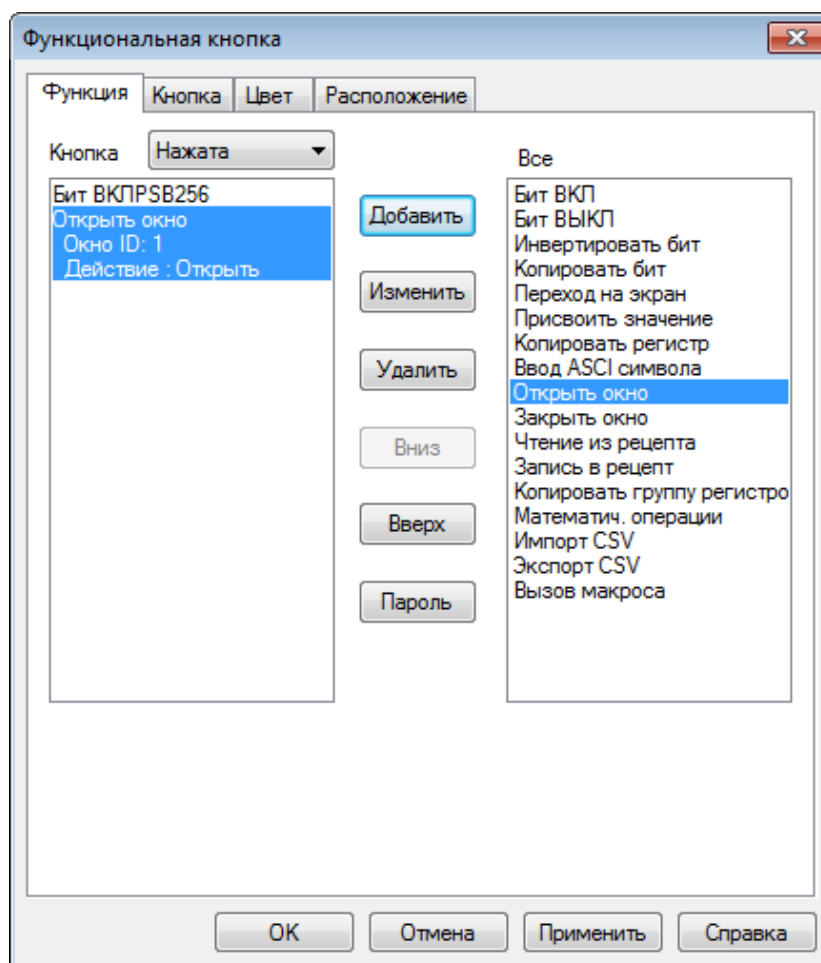 Функциональная кнопка
Функция Кнопка Цвет Расположение
Кнопка Нажата
Все
Бит ВКЛPSB256
Открыть окно
Окно ID: 1
Действие : Открыть
Добавить
Изменить
Удалить
Вниз
Вверх
Пароль
Бит ВКЛ
Бит ВЫКЛ
Инвертировать бит
Копировать бит
Переход на экран
Присвоить значение
Копировать регистр
Ввод ASCI символа
Открыть окно
Закрыть окно
Чтение из рецепта
Запись в рецепт
Копировать группу регистро
Математич. операции
Импорт CSV
Экспорт CSV
Вызов макроса
OK Отмена Применить Справка